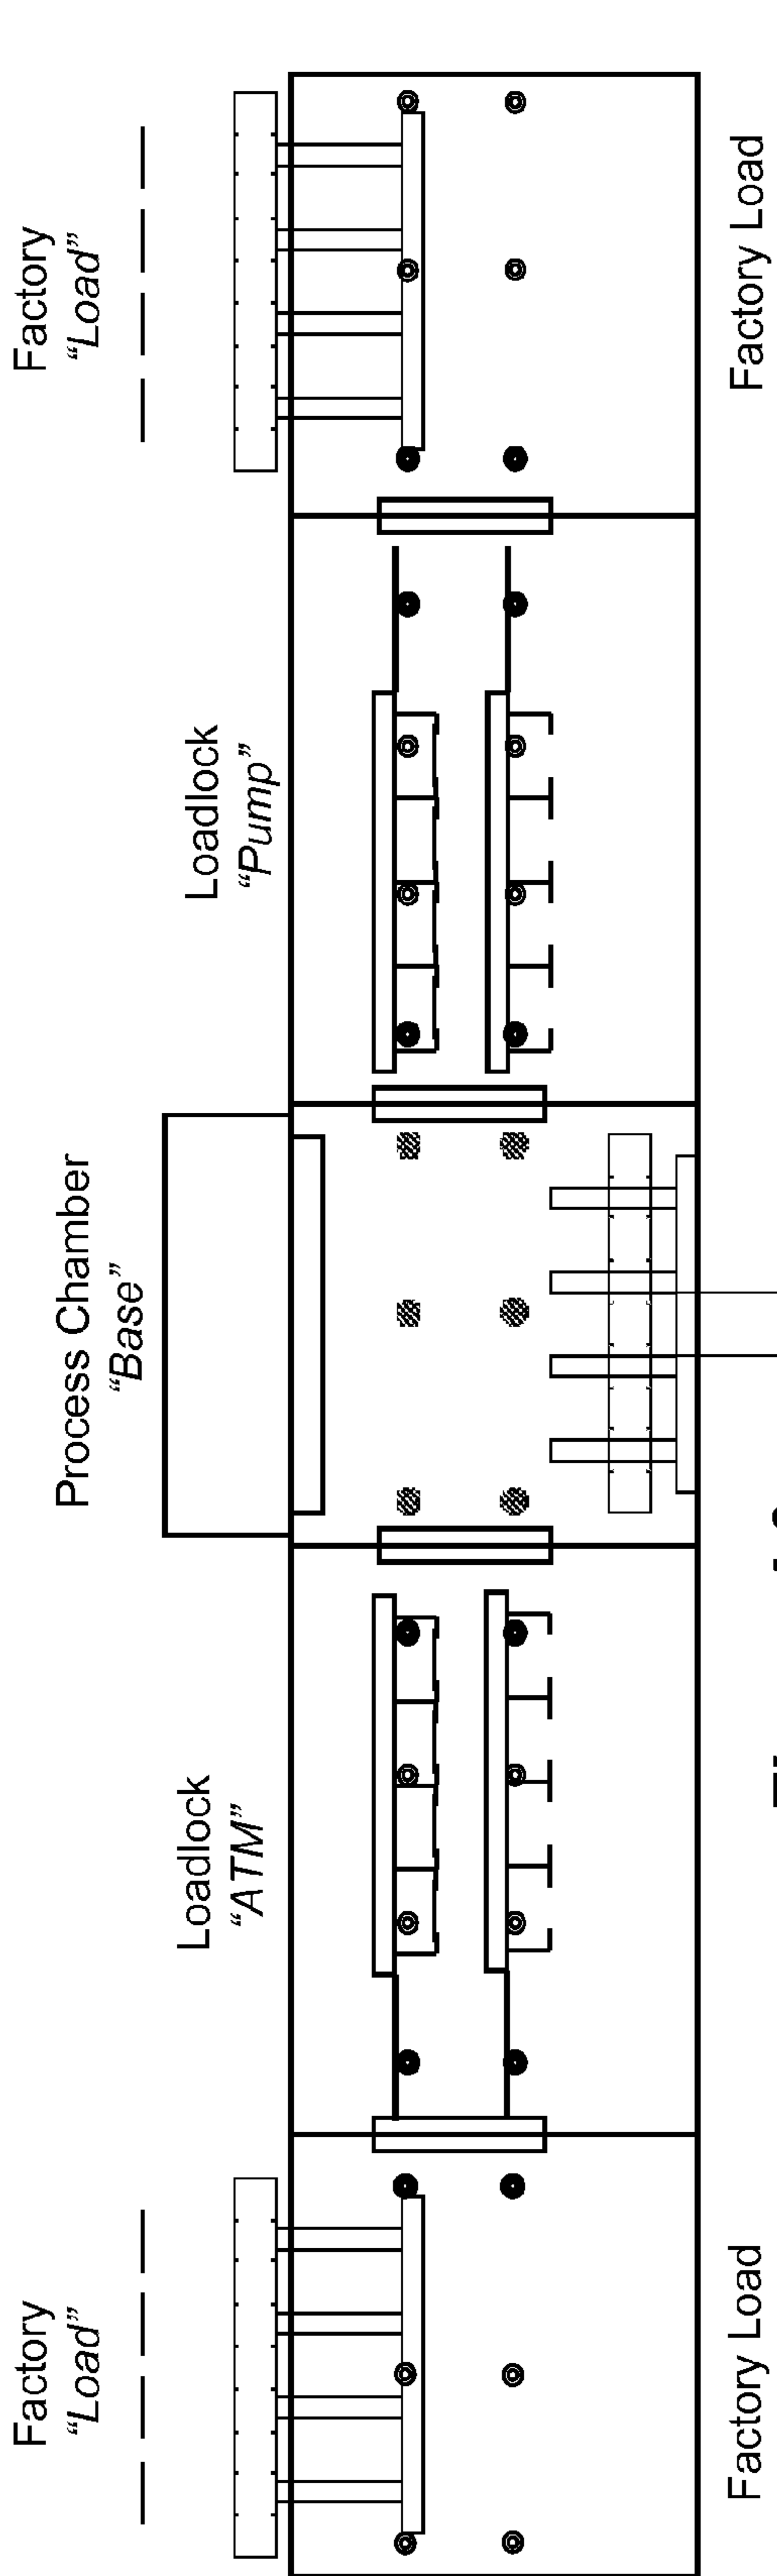 Factory
“Load”
Loadlock
“ATM”
Process Chamber
“Base”
Loadlock
“Pump”
Factory
“Load”
Factory Load
Factory Load